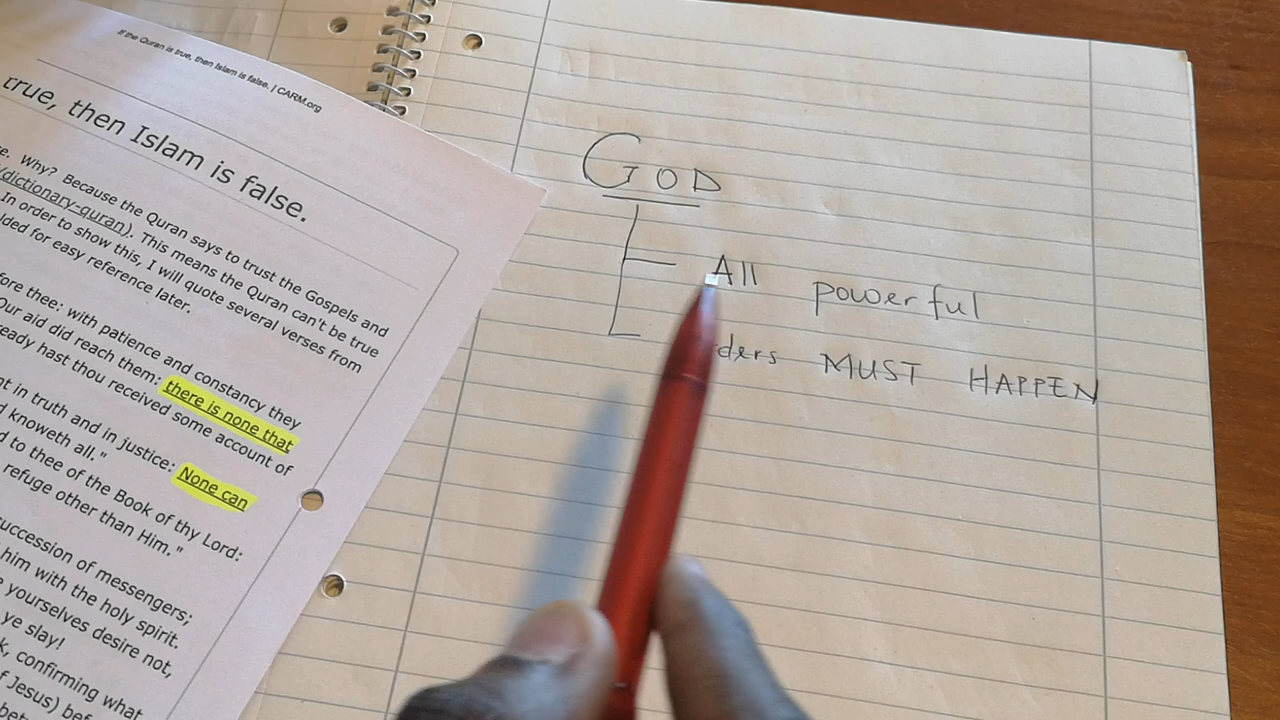 If the Quran is true, then Islam is false. | CARM.org
true, then Islam is false.
e. Why? Because the Quran says to trust the Gospels and
/dictionary-quran). This means the Quran can't be true
In order to show this, I will quote several verses from
ded for easy reference later.
fore thee: with patience and constancy they
Our aid did reach them: there is none that
ready hast thou received some account of
nt in truth and in justice: None can
d knoweth all."
d to thee of the Book of thy Lord:
refuge other than Him."
succession of messengers;
him with the holy spirit.
yourselves desire not,
ye slay!
k, confirming what
f Jesus) bef
GOD
All powerful
ders MUST HAPPEN